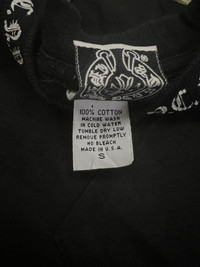 100% COTTON
MACHINE WASH
IN COLD WATER
TUMBLE DRY LOW
REMOVE PROMPTLY
NO BLEACH
MADE IN U.S.A.
S